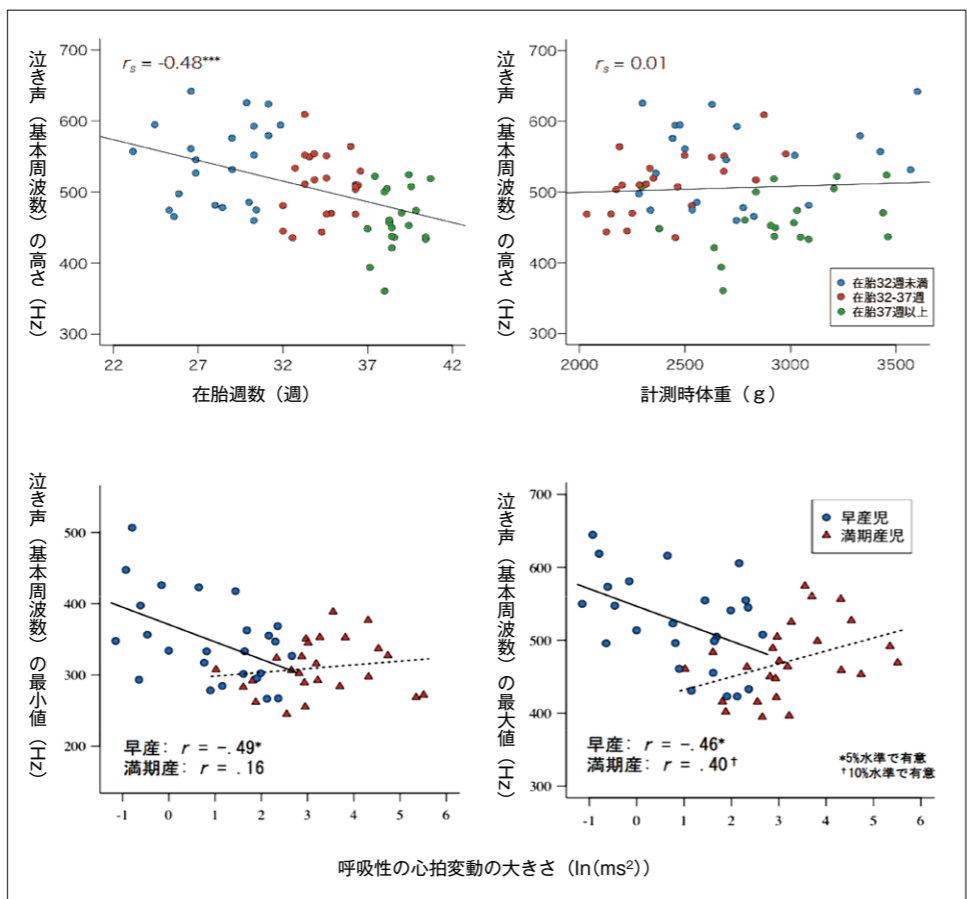 泣き声（基本周波数）の高さ（Hz）
700
600
500
400
300
rs = -0.48***
22 27 32 37 42
在胎週数（週）
泣き声（基本周波数）の高さ（Hz）
700
600
500
400
300
rs = 0.01
在胎32週未満
在胎32-37週
在胎37週以上
2000 2500 3000 3500
計測時体重（g）
泣き声（基本周波数）の最小値（Hz）
500
400
300
200
早産: r = -.49*
満期産: r = .16
-1 0 1 2 3 4 5 6
泣き声（基本周波数）の最大値（Hz）
700
600
500
400
300
早産児
満期産児
早産: r = -.46*
満期産: r = .40†
*5%水準で有意
†10%水準で有意
-1 0 1 2 3 4 5 6
呼吸性の心拍変動の大きさ（ln(ms²)）